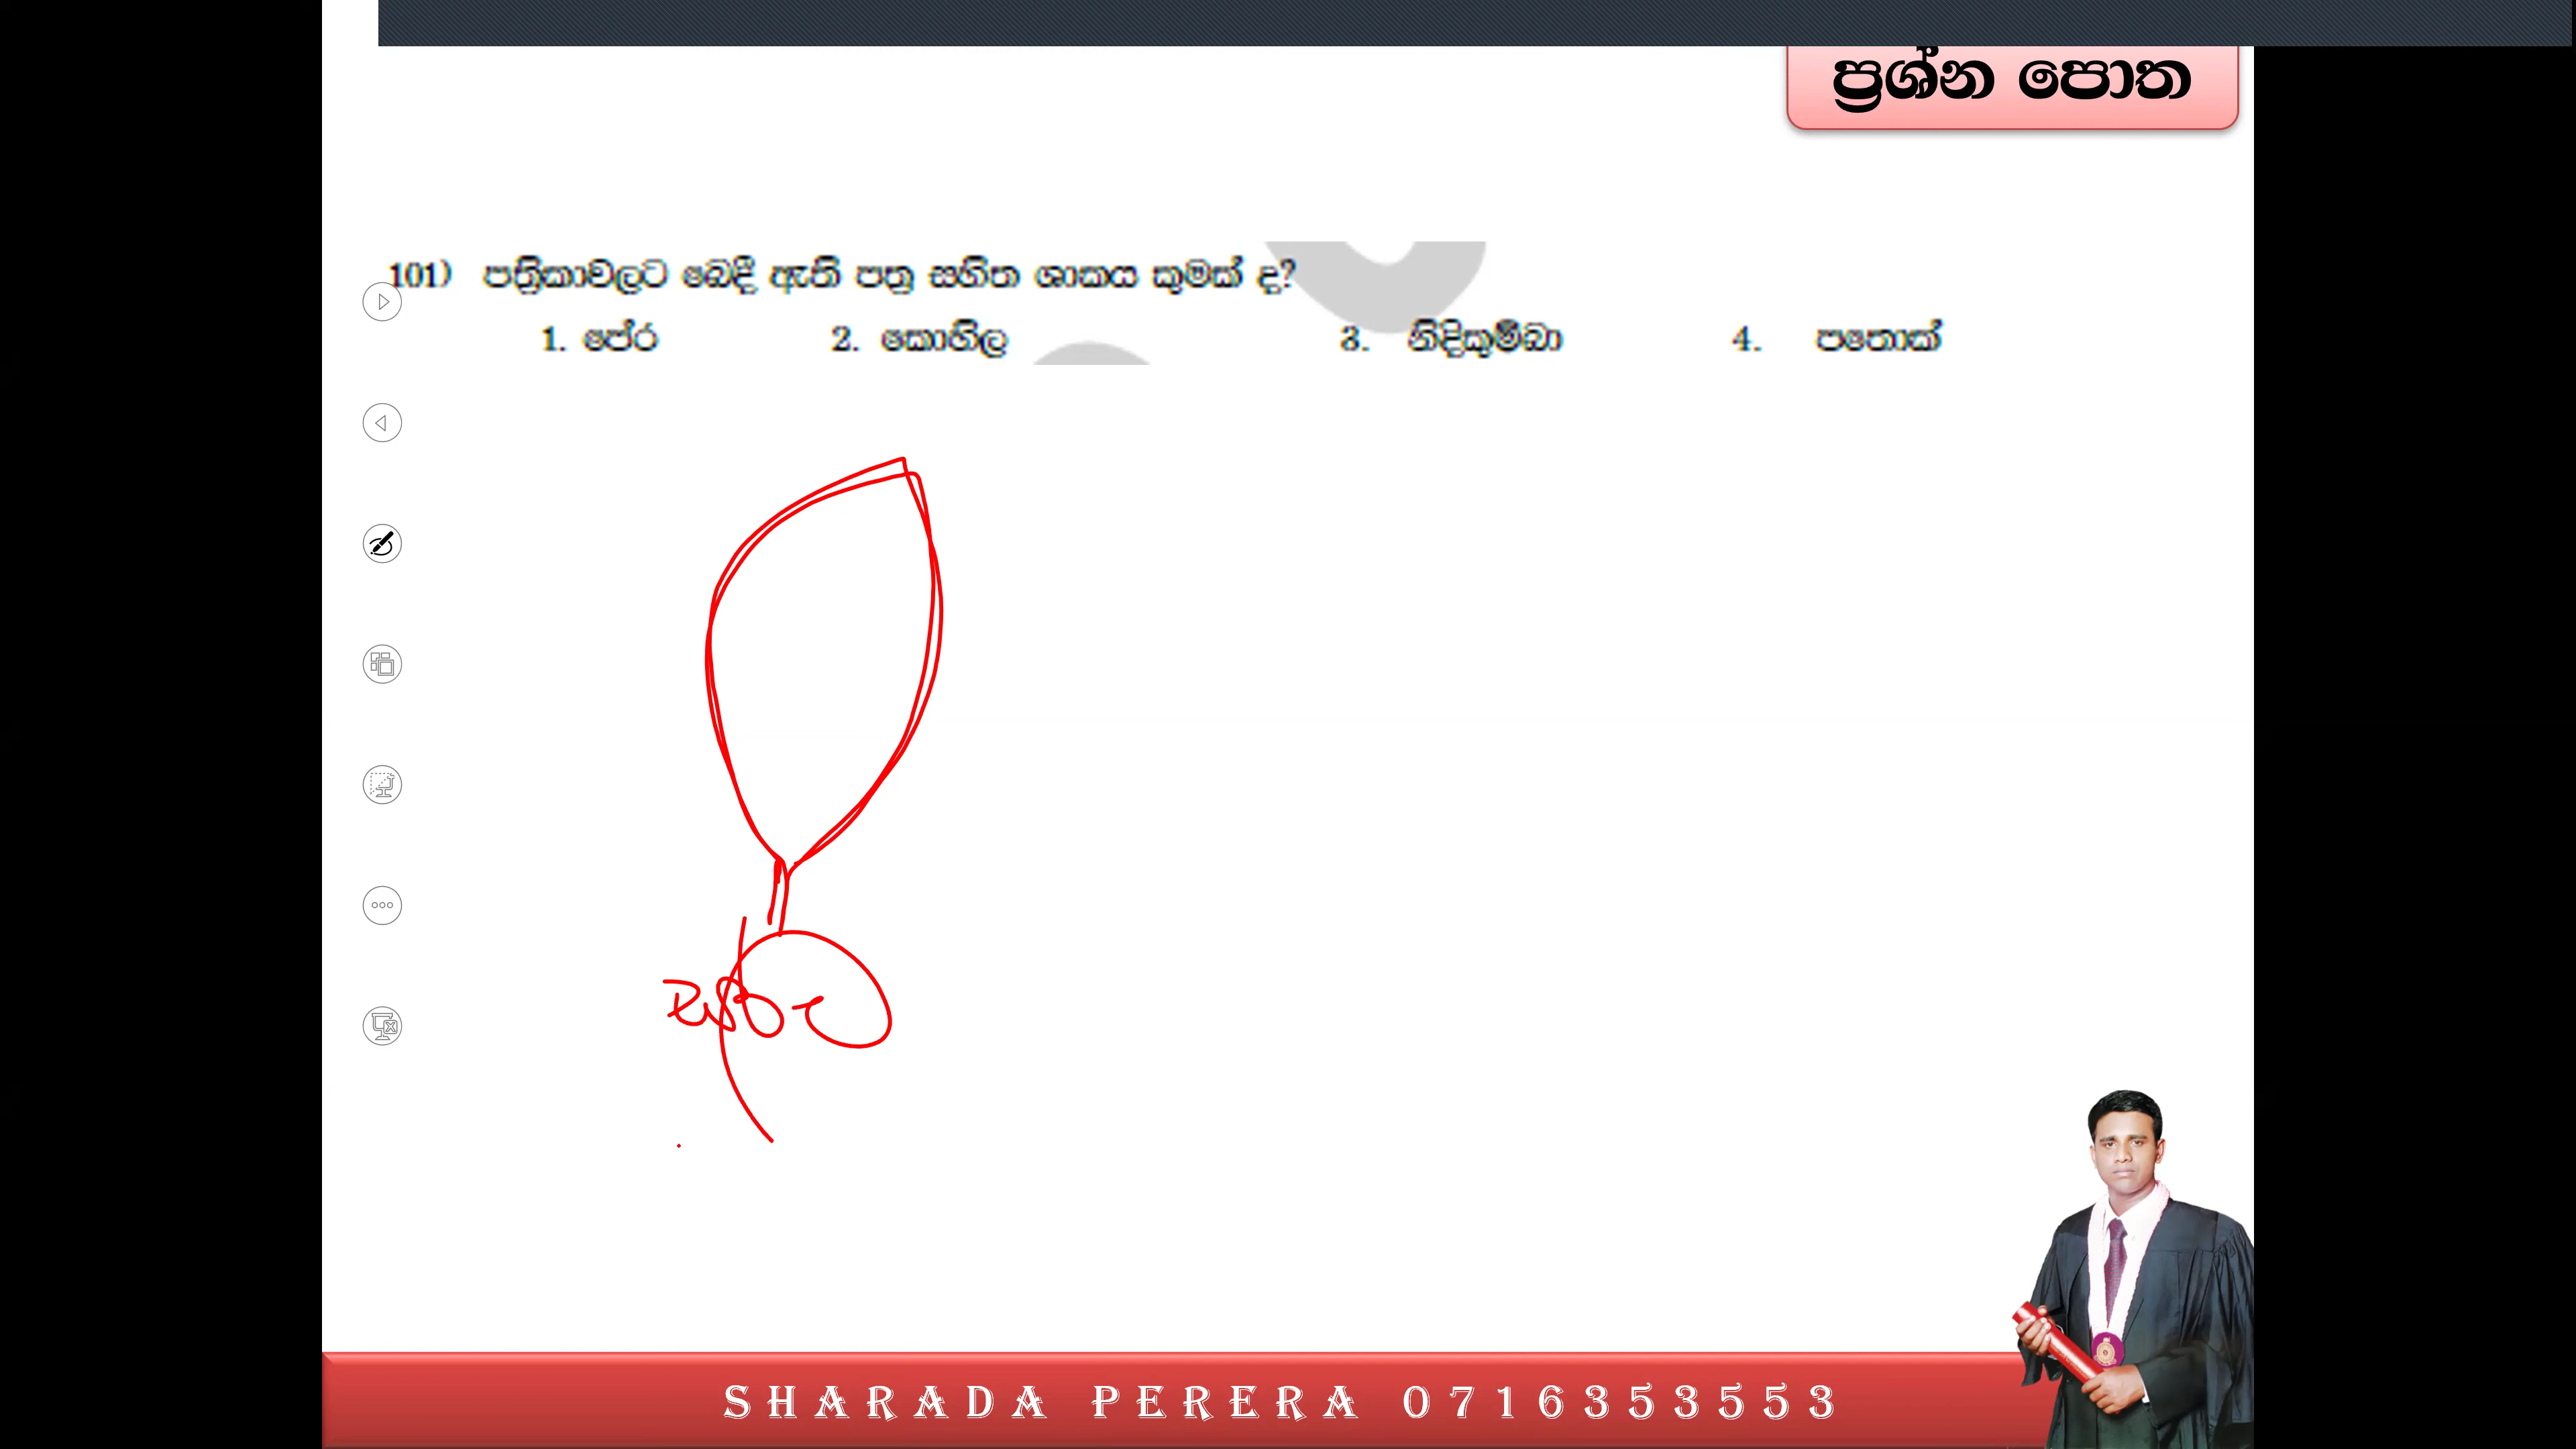 ප්‍රශ්න පොත
101) පත්‍රිකාවලට බෙදී ඇති පත්‍ර සහිත ශාකය කුමක් ද?
1. පේර 2. කොහිල 3. නිදිකුම්බා 4. පතොක්
SHARADA PERERA 0716353553